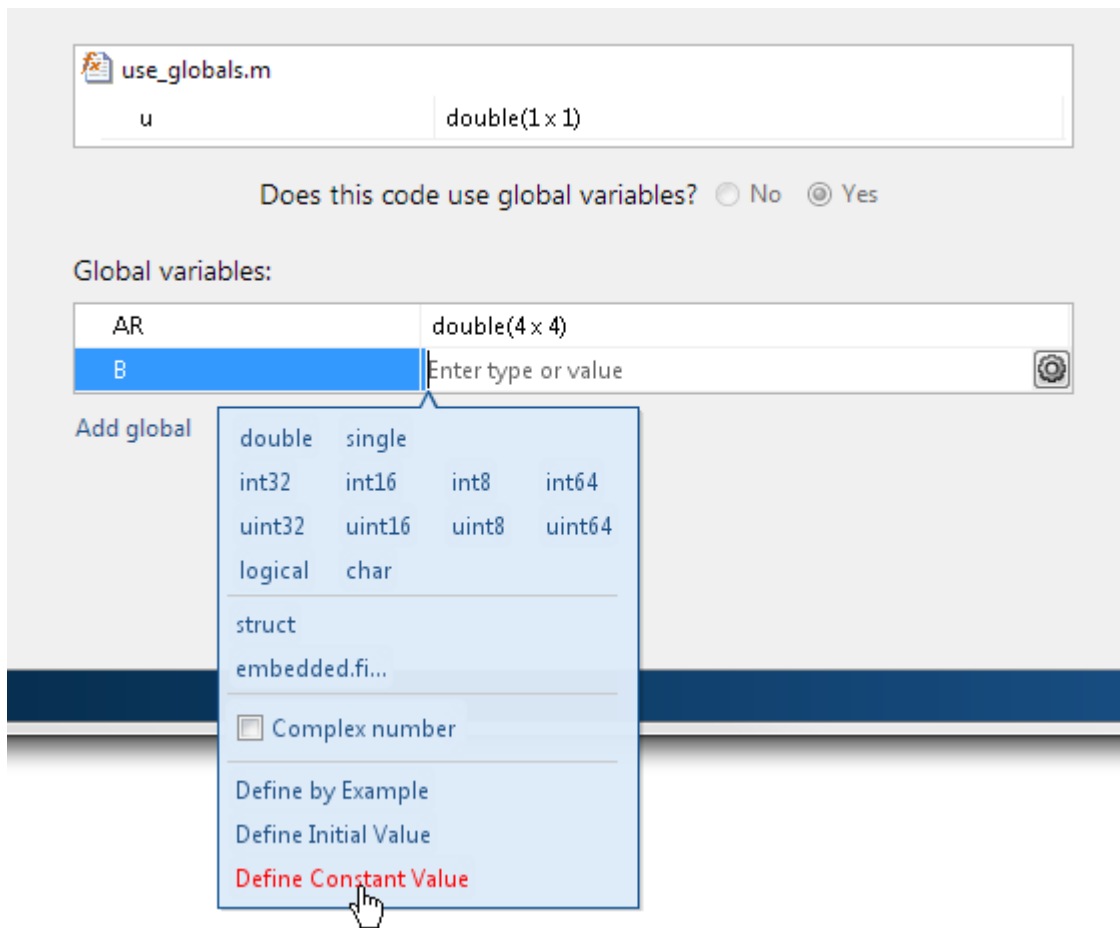 use_globals.m
u double(1 x 1)
Does this code use global variables? No Yes
Global variables:
AR double(4 x 4)
B Enter type or value
Add global
double single
int32 int16 int8 int64
uint32 uint16 uint8 uint64
logical char
struct
embedded.fi...
Complex number
Define by Example
Define Initial Value
Define Constant Value